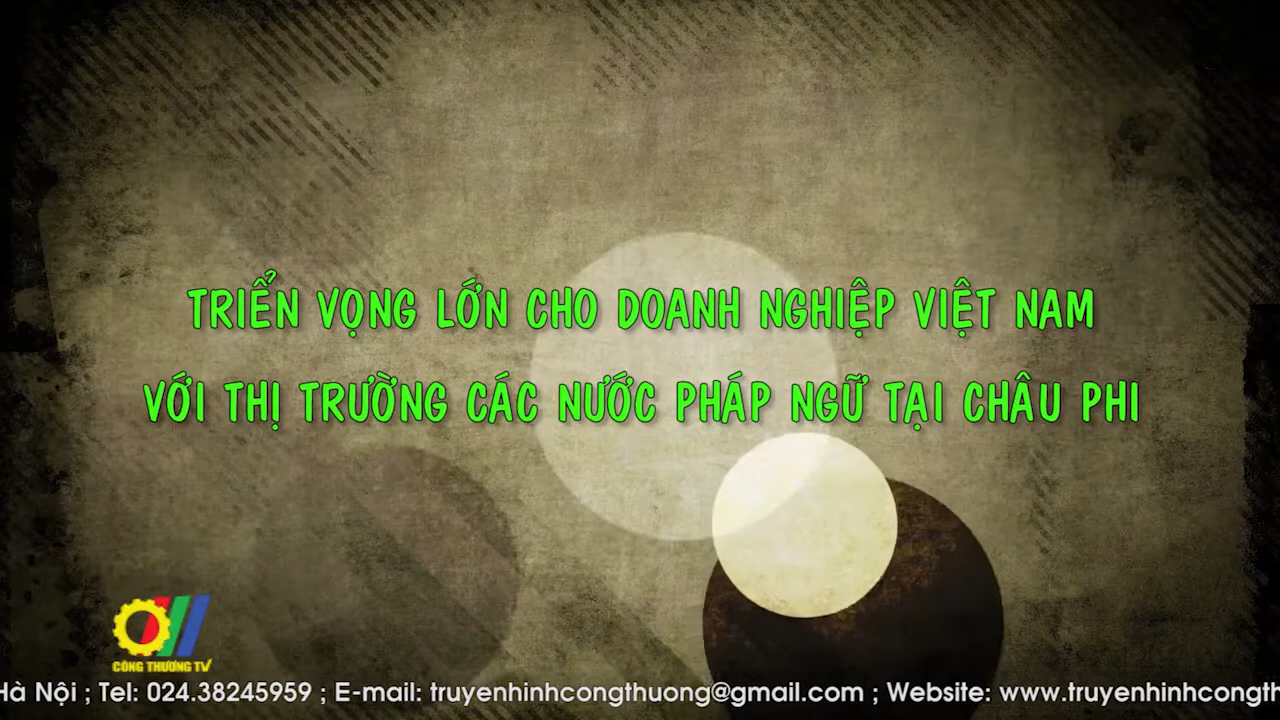 TRIỂN VỌNG LỚN CHO DOANH NGHIỆP VIỆT NAM
VỚI THỊ TRƯỜNG CÁC NƯỚC PHÁP NGỮ TẠI CHÂU PHI
CÔNG THƯƠNG TV
Hà Nội ; Tel: 024.38245959 ; E-mail: truyenhinhcongthuong@gmail.com ; Website: www.truyenhinhcongth